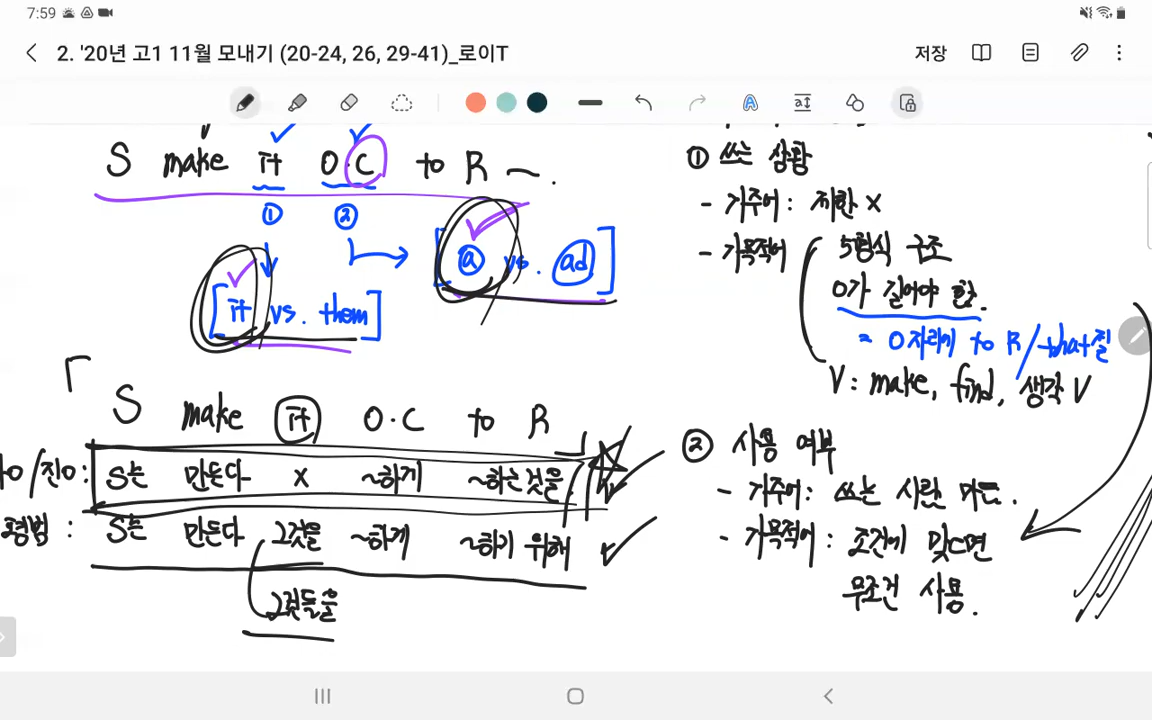 7:59
2. '20년 고1 11월 모내기 (20-24, 26, 29-41)_로이T
저장
S make it O.C to R ~.
① ②
[it vs. them]
[ⓐ vs. ad]
S make it O·C to R
/진o: S는 만든다 x ~하게 ~하는 것을
평범 : S는 만든다 그것을 ~하게 ~하기 위해
그것들을
① 쓰는 상황
- 가주어 : 제한 x
- 가목적어 5형식 구조
O가 길어야 함.
= O자리에 to R/that절
V : make, find, 생각 V
② 사용 여부
- 가주어 : 쓰는 사람 마음.
- 가목적어 : 조건에 맞으면
무조건 사용.